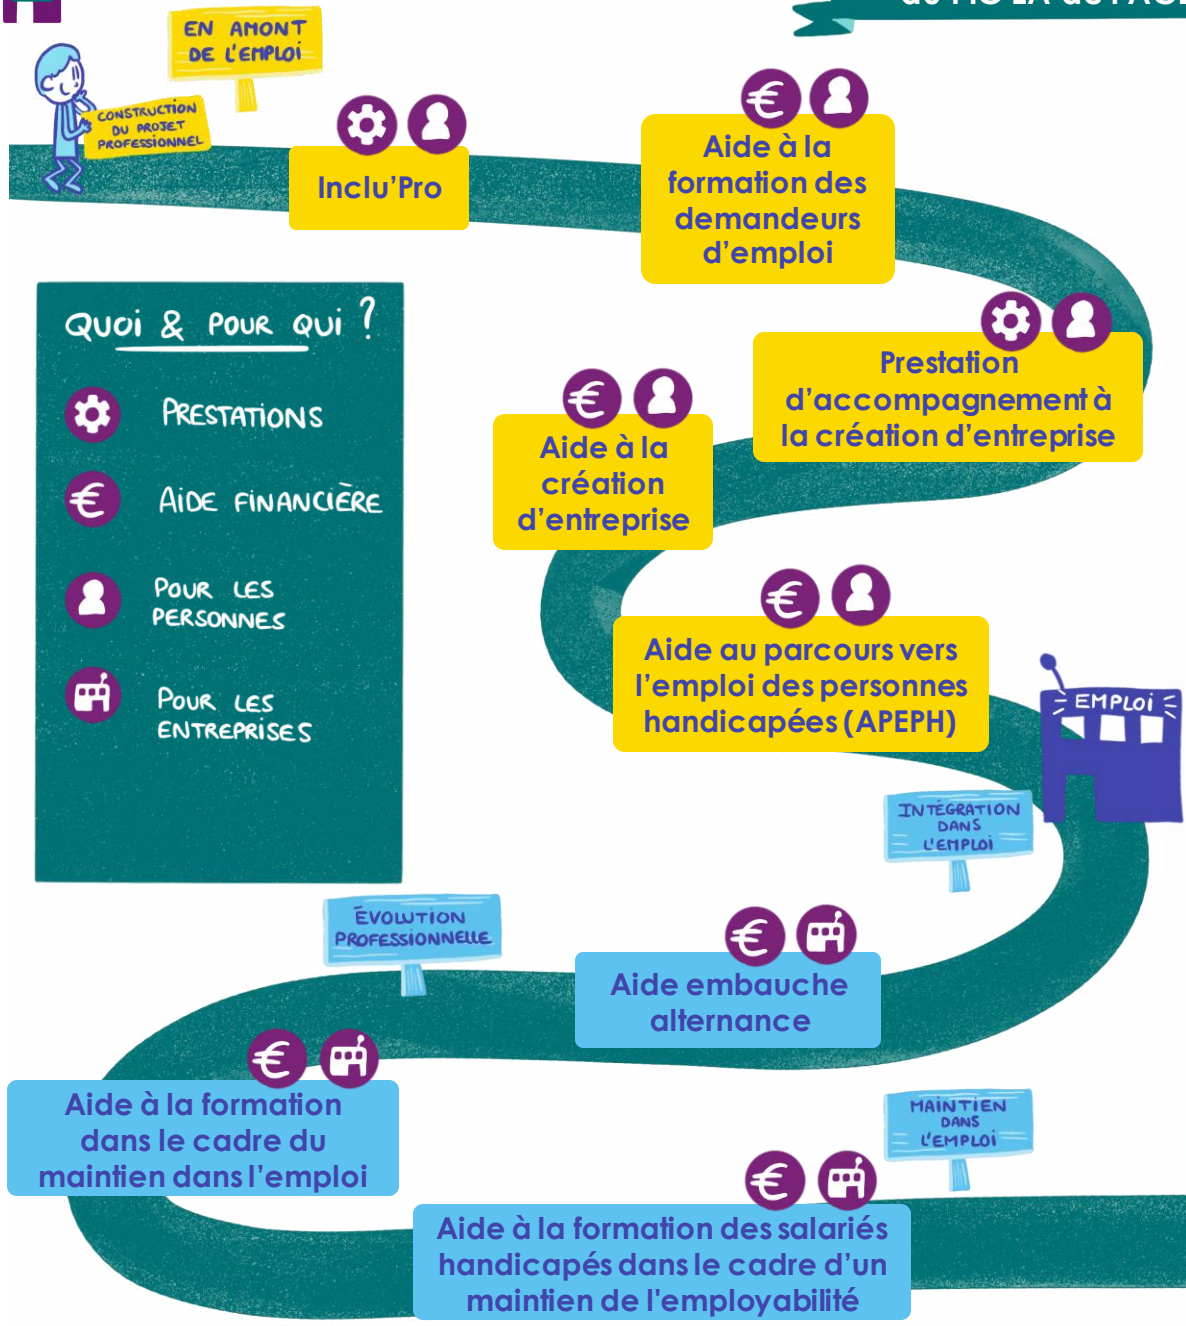 EN AMONT
DE L'EMPLOI
CONSTRUCTION
DU PROJET
PROFESSIONNEL
Inclu'Pro
Aide à la
formation des
demandeurs
d'emploi
Prestation
d'accompagnement à
la création d'entreprise
Aide à la
création
d'entreprise
Quoi & POUR QUI ?
PRESTATIONS
AIDE FINANCIÈRE
POUR LES
PERSONNES
POUR LES
ENTREPRISES
Aide au parcours vers
l'emploi des personnes
handicapées (APEPH)
EMPLOI
INTÉGRATION
DANS
L'EMPLOI
ÉVOLUTION
PROFESSIONNELLE
Aide embauche
alternance
Aide à la formation
dans le cadre du
maintien dans l'emploi
MAINTIEN
DANS
L'EMPLOI
Aide à la formation des salariés
handicapés dans le cadre d'un
maintien de l'employabilité